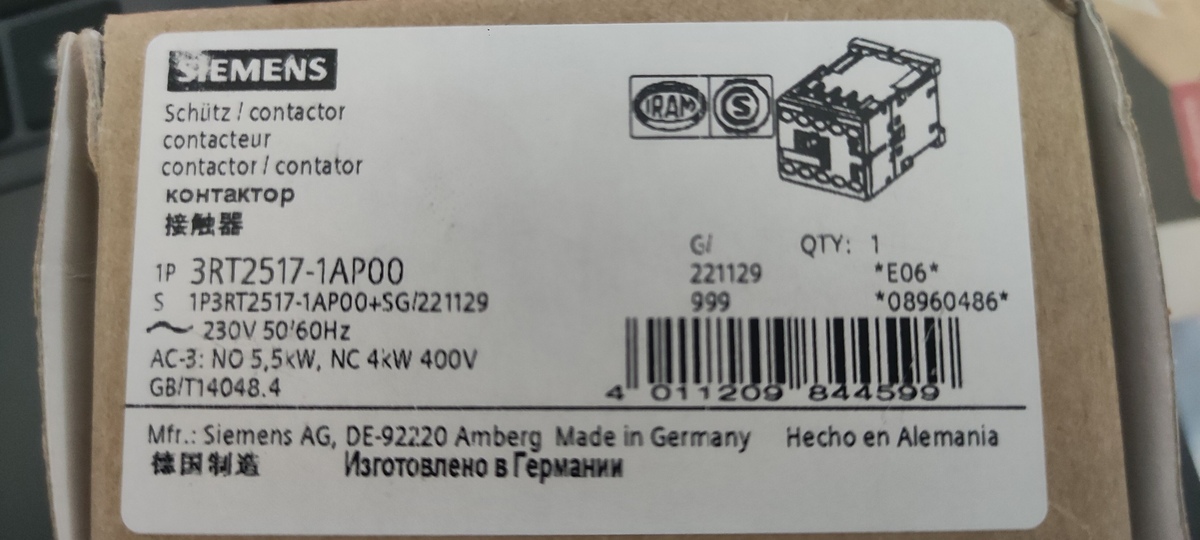 SIEMENS
Schütz / contactor
contacteur
contactor / contator
контактор
接触器
IRAM S
1P 3RT2517-1AP00
S 1P3RT2517-1AP00+SG/221129
230V 50/60Hz
AC-3: NO 5,5kW, NC 4kW 400V
GB/T14048.4
G/ QTY: 1
221129 *E06*
999 *08960486*
4 011209 844599
Mfr.: Siemens AG, DE-92220 Amberg Made in Germany Hecho en Alemania
德国制造 Изготовлено в Германии